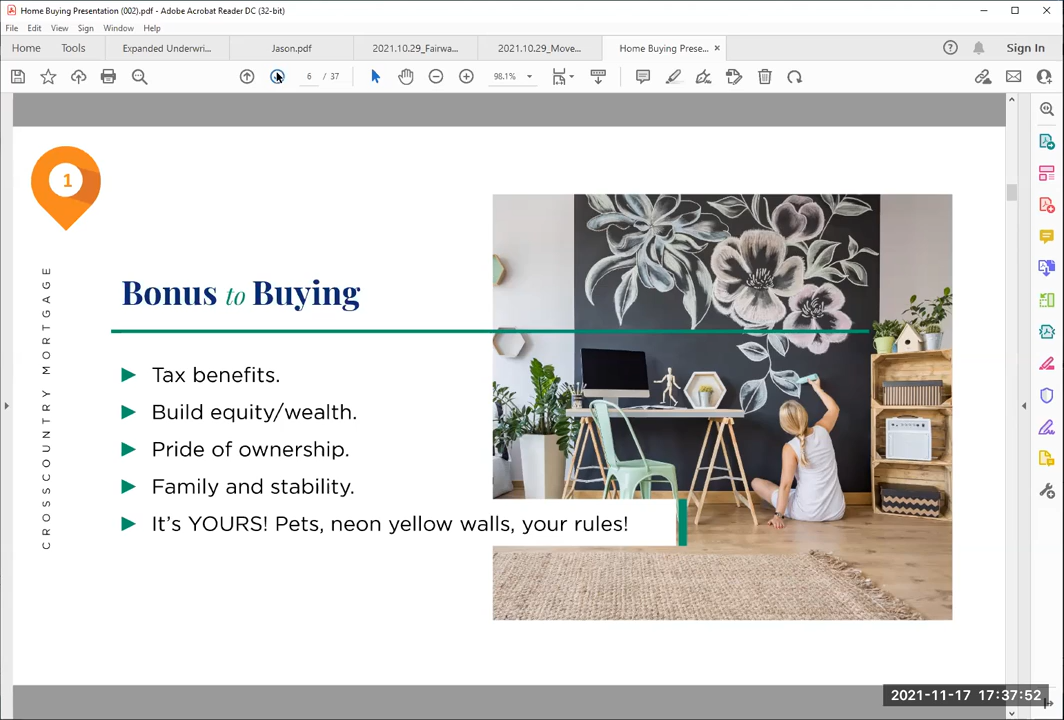 Home Buying Presentation (002).pdf - Adobe Acrobat Reader DC (32-bit)
File Edit View Sign Window Help
Home Tools Expanded Underwri... Jason.pdf 2021.10.29_Fairwa... 2021.10.29_Move... Home Buying Prese... × Sign In
6 / 37 98.1%
1
CROSSCOUNTRY MORTGAGE
Bonus to Buying
Tax benefits.
Build equity/wealth.
Pride of ownership.
Family and stability.
It's YOURS! Pets, neon yellow walls, your rules!
2021-11-17 17:37:52